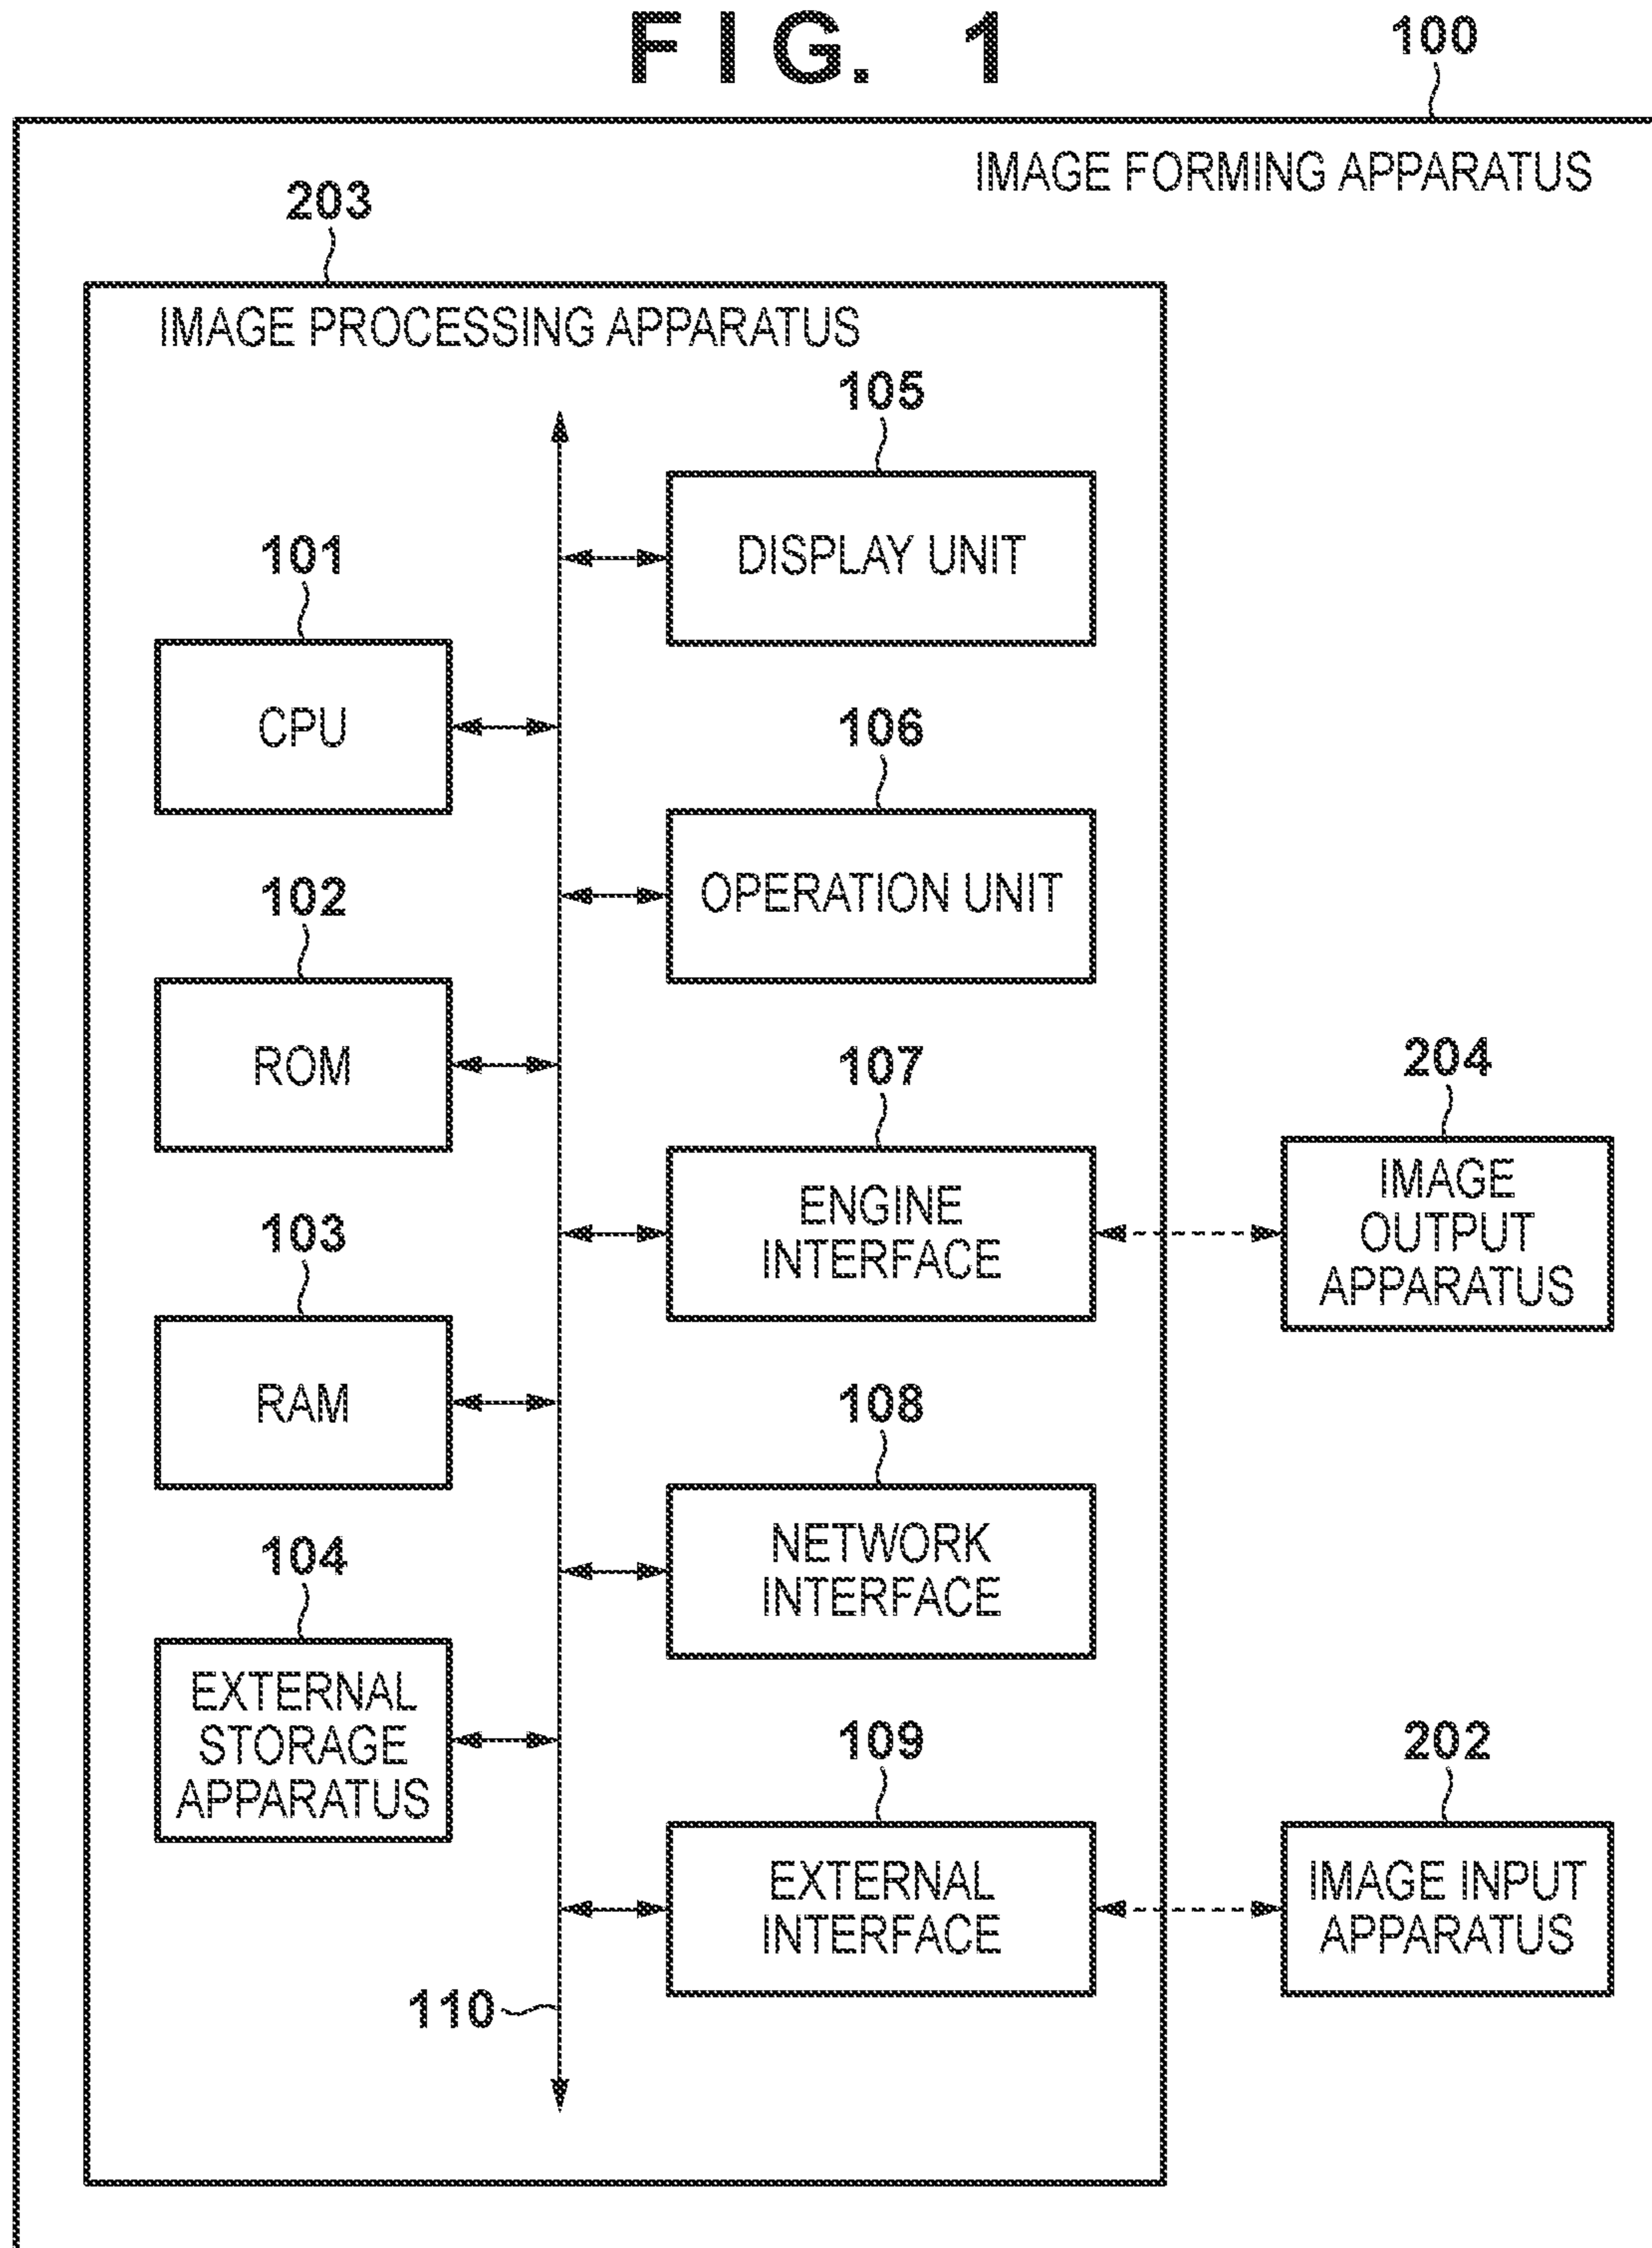 FIG. 1
100
IMAGE FORMING APPARATUS
203
IMAGE PROCESSING APPARATUS
105
DISPLAY UNIT
101
CPU
106
OPERATION UNIT
102
ROM
107
ENGINE
INTERFACE
204
IMAGE
OUTPUT
APPARATUS
103
RAM
108
NETWORK
INTERFACE
104
EXTERNAL
STORAGE
APPARATUS
109
EXTERNAL
INTERFACE
202
IMAGE INPUT
APPARATUS
110